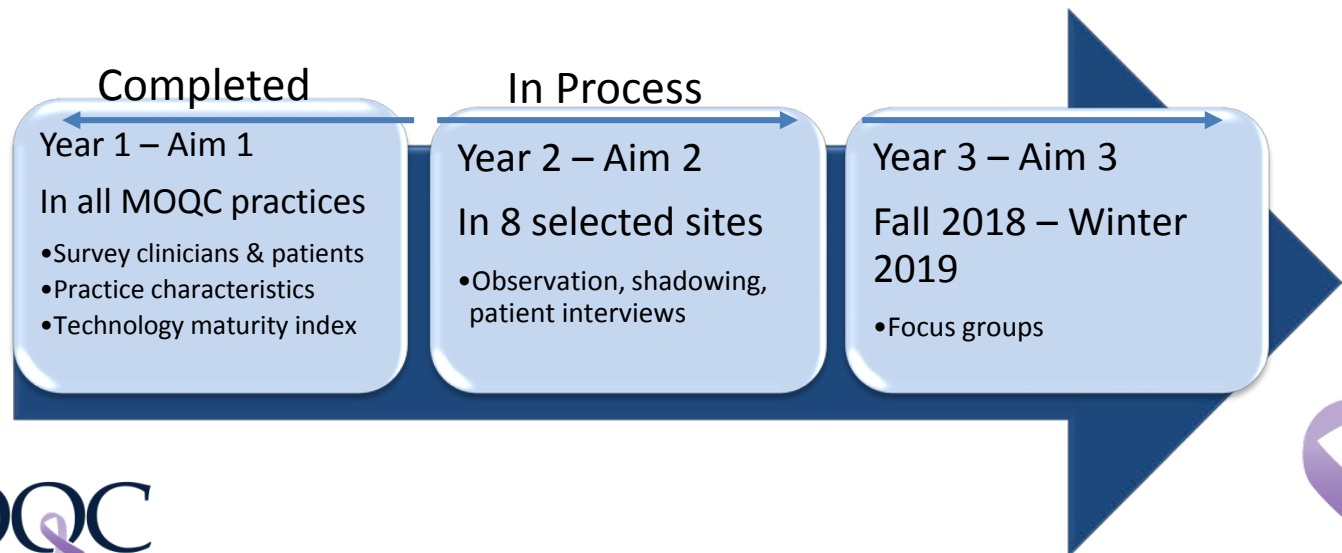 Completed
In Process
Year 1 – Aim 1
In all MOQC practices
•Survey clinicians & patients
•Practice characteristics
•Technology maturity index
Year 2 – Aim 2
In 8 selected sites
•Observation, shadowing,
patient interviews
Year 3 – Aim 3
Fall 2018 – Winter
2019
•Focus groups
OQC